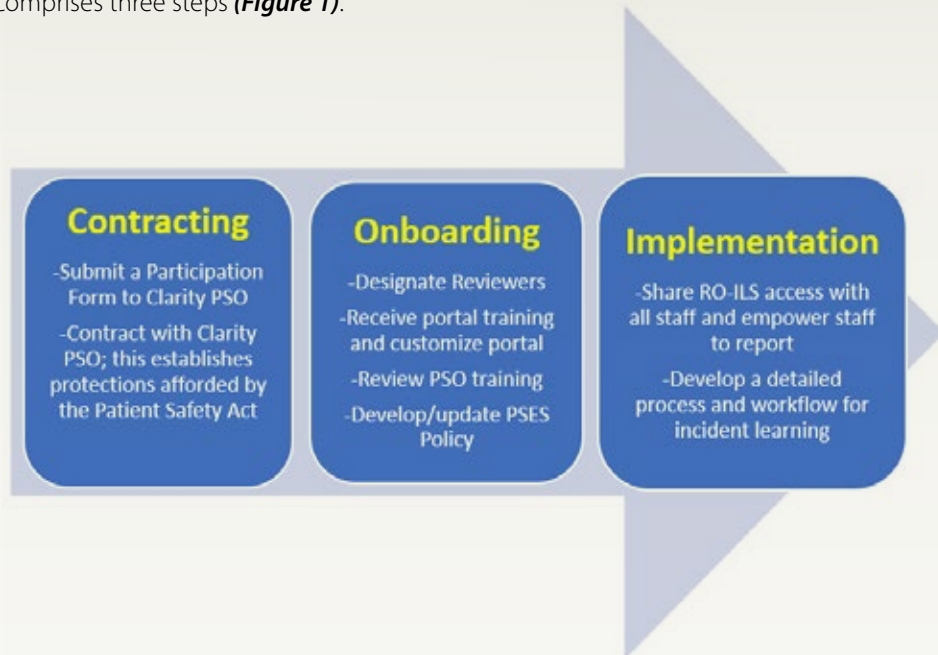 comprises three steps (Figure 1).
Contracting
-Submit a Participation
Form to Clarity PSO
-Contract with Clarity
PSO; this establishes
protections afforded by
the Patient Safety Act
Onboarding
-Designate Reviewers
-Receive portal training
and customize portal
-Review PSO training
-Develop/update PSES
Policy
Implementation
-Share RO-ILS access with
all staff and empower staff
to report
-Develop a detailed
process and workflow for
incident learning